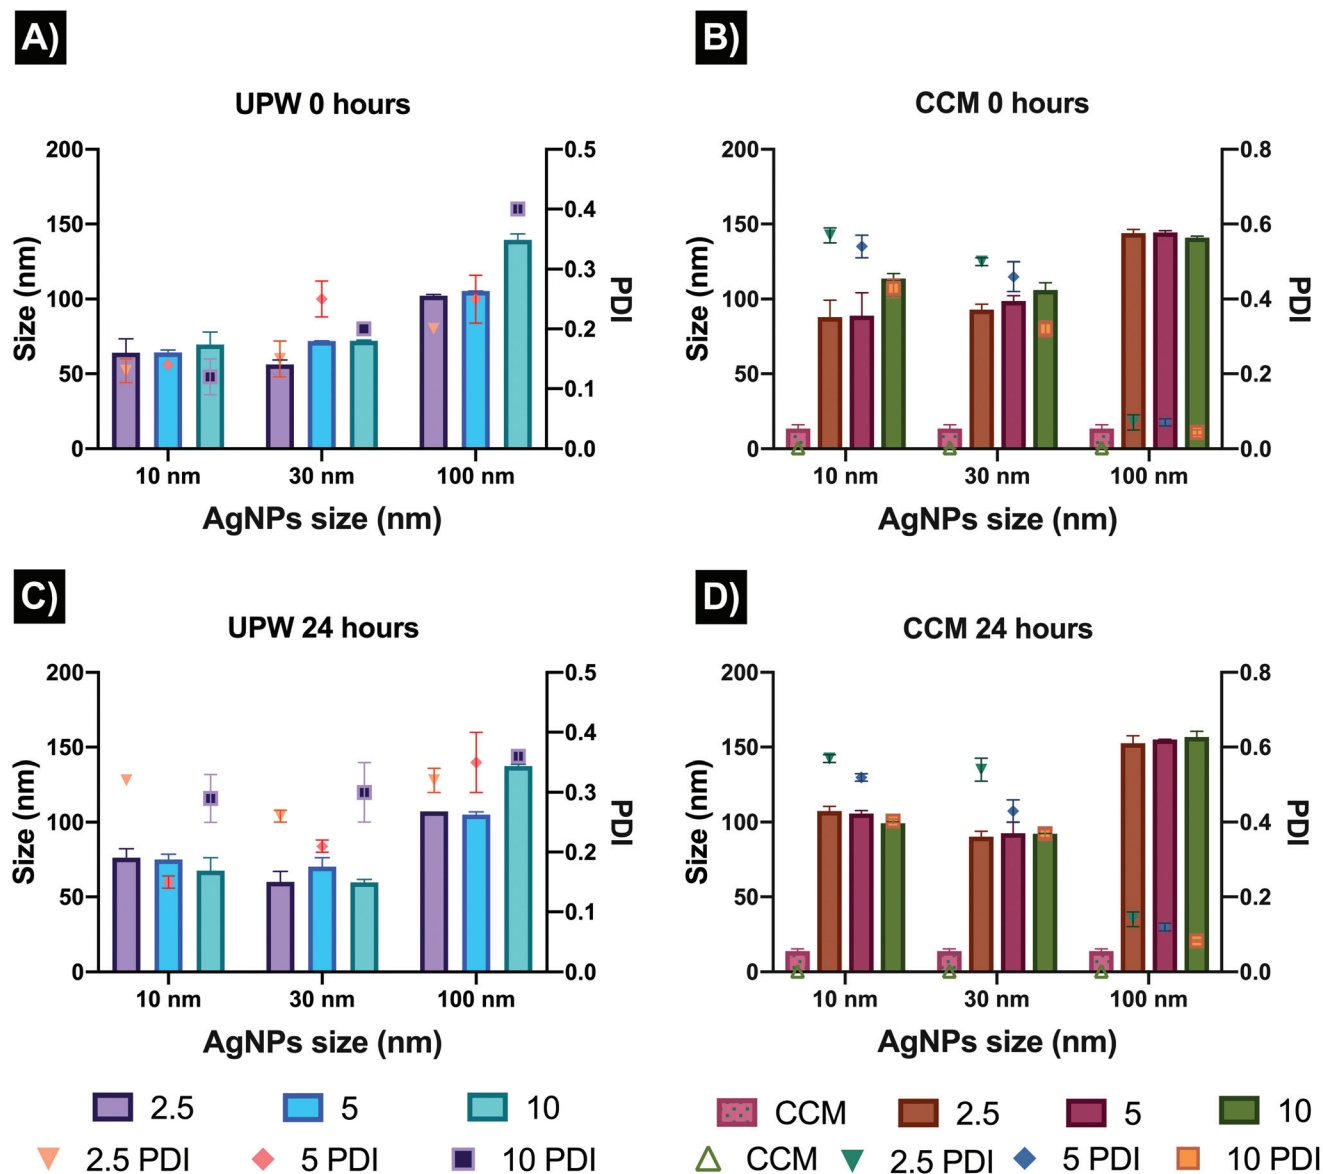 A)
UPW 0 hours
200
150
100
50
0
Size (nm)
0.5
0.4
0.3
0.2
0.1
0.0
PDI
10 nm
30 nm
100 nm
AgNPs size (nm)
B)
CCM 0 hours
200
150
100
50
0
Size (nm)
0.8
0.6
0.4
0.2
0.0
PDI
10 nm
30 nm
100 nm
AgNPs size (nm)
C)
UPW 24 hours
200
150
100
50
0
Size (nm)
0.5
0.4
0.3
0.2
0.1
0.0
PDI
10 nm
30 nm
100 nm
AgNPs size (nm)
D)
CCM 24 hours
200
150
100
50
0
Size (nm)
0.8
0.6
0.4
0.2
0.0
PDI
10 nm
30 nm
100 nm
AgNPs size (nm)
2.5
5
10
2.5 PDI
5 PDI
10 PDI
CCM
2.5
5
10
CCM
2.5 PDI
5 PDI
10 PDI